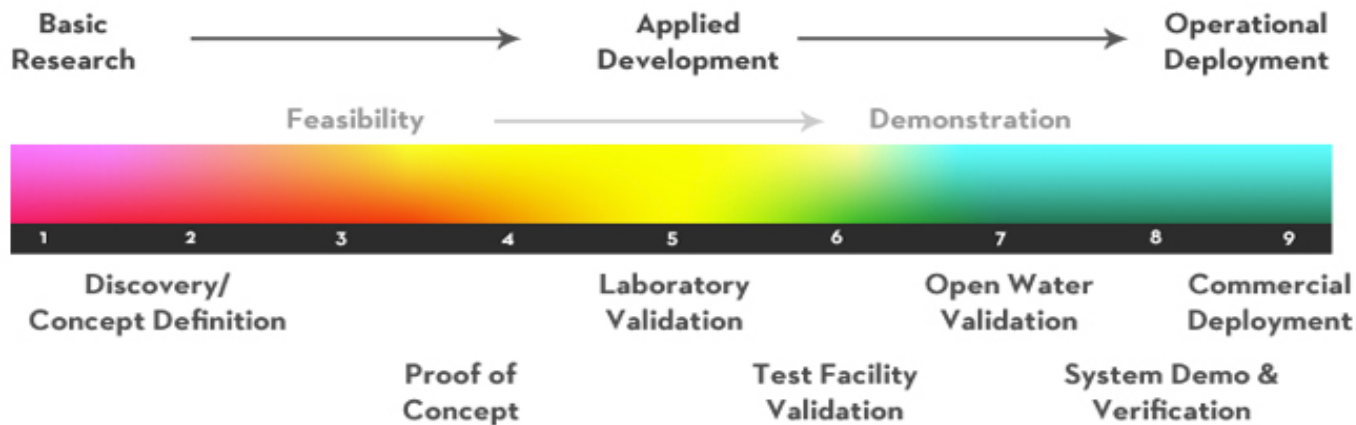 Basic
Research
Applied
Development
Operational
Deployment
Feasibility
Demonstration
1 2 3 4 5 6 7 8 9
Discovery/
Concept Definition
Laboratory
Validation
Open Water
Validation
Commercial
Deployment
Proof of
Concept
Test Facility
Validation
System Demo &
Verification